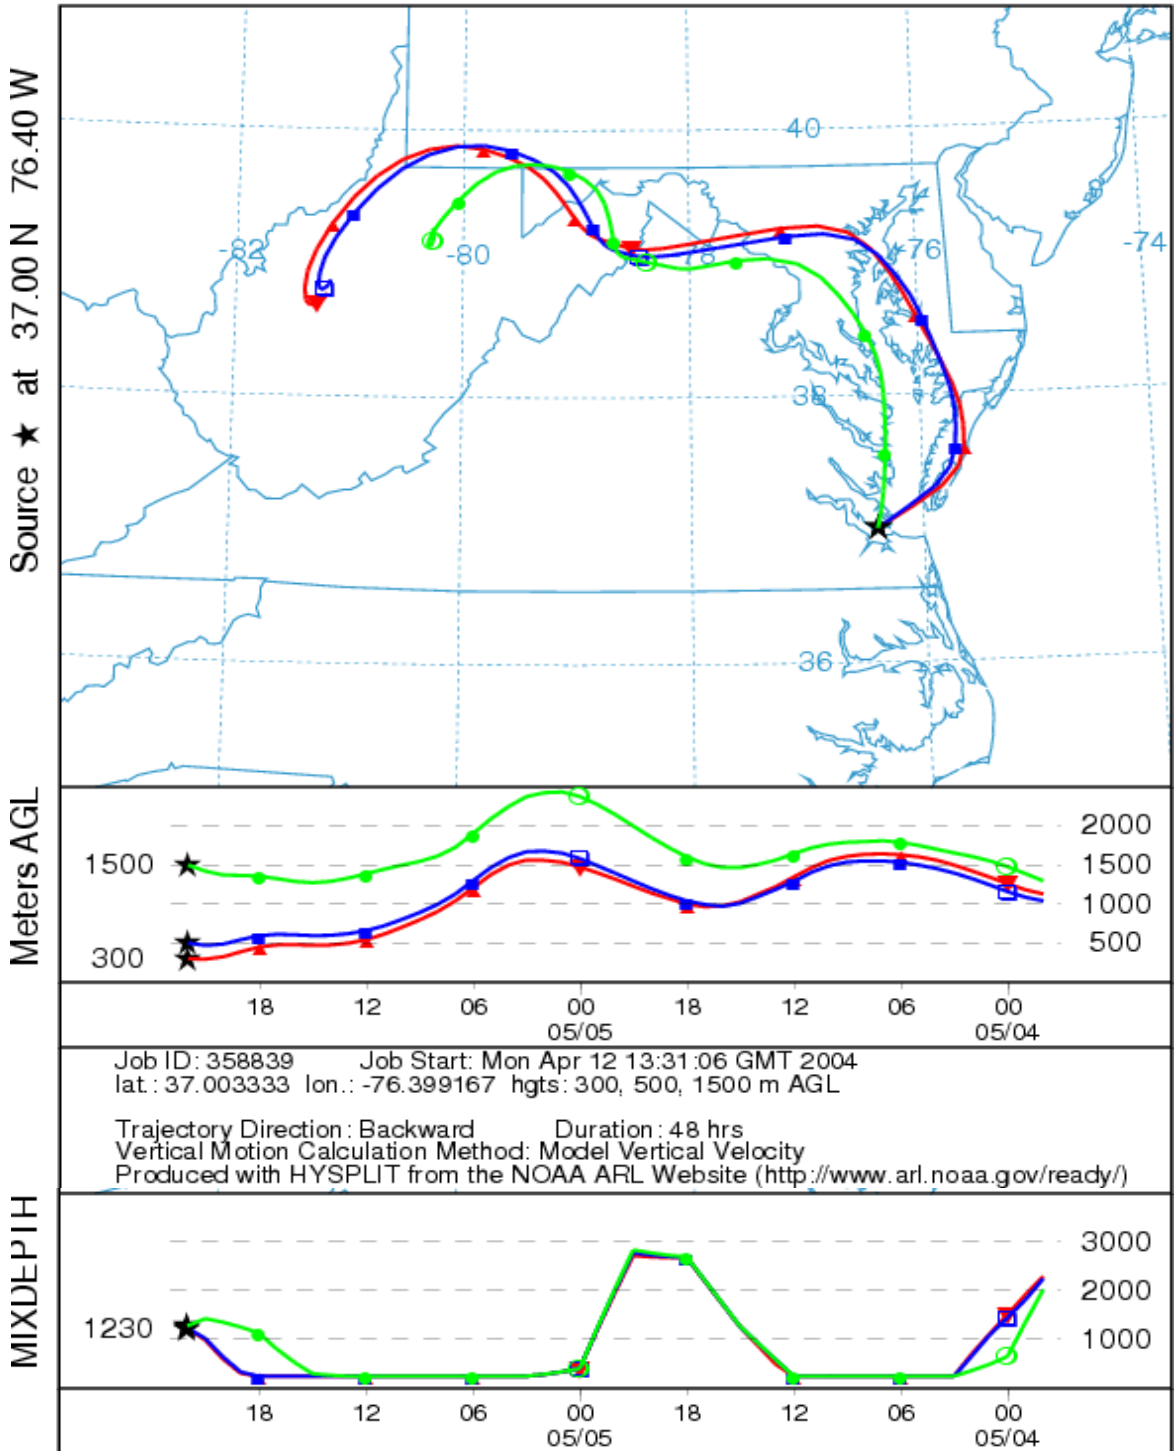 Source ★ at 37.00 N 76.40 W
40
-82
-80
78
-76
-74
38
36
Meters AGL
2000
1500
1500
1000
500
300
18 12 06 00 18 12 06 00
05/05 05/04
Job ID: 358839 Job Start: Mon Apr 12 13:31:06 GMT 2004
lat.: 37.003333 lon.: -76.399167 hgts: 300, 500, 1500 m AGL
Trajectory Direction: Backward Duration: 48 hrs
Vertical Motion Calculation Method: Model Vertical Velocity
Produced with HYSPLIT from the NOAA ARL Website (http://www.arl.noaa.gov/ready/)
MIXDEPTH
3000
2000
1230
1000
18 12 06 00 18 12 06 00
05/05 05/04